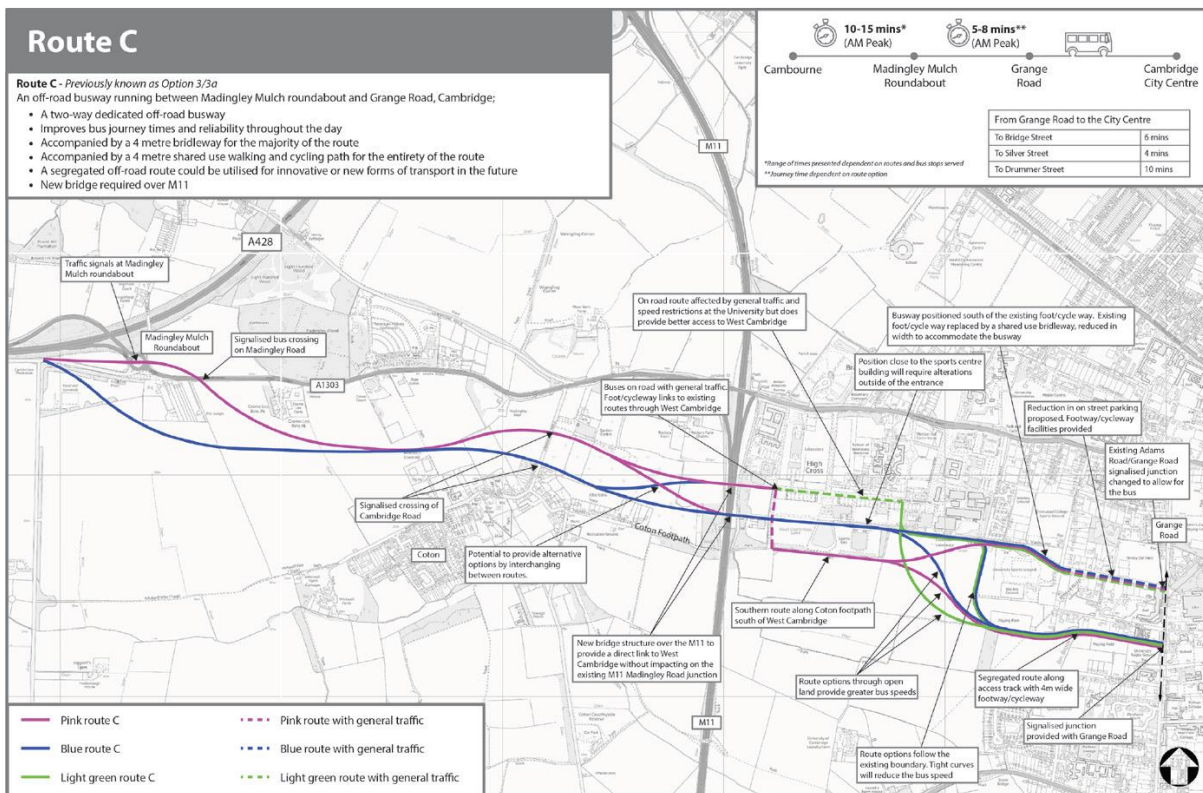 Route C
Route C - Previously known as Option 3/3a
An off-road busway running between Madingley Mulch roundabout and Grange Road, Cambridge;
• A two-way dedicated off-road busway
• Improves bus journey times and reliability throughout the day
• Accompanied by a 4 metre bridleway for the majority of the route
• Accompanied by a 4 metre shared use walking and cycling path for the entirety of the route
• A segregated off-road route could be utilised for innovative or new forms of transport in the future
• New bridge required over M11
10-15 mins*
(AM Peak)
5-8 mins**
(AM Peak)
Cambourne
Madingley Mulch
Roundabout
Grange
Road
Cambridge
City Centre
From Grange Road to the City Centre
To Bridge Street 6 mins
To Silver Street 4 mins
To Drummer Street 10 mins
*Range of times presented dependent on routes and bus stops served
**Journey time dependent on route option
M11
A428
Traffic signals at Madingley
Mulch roundabout
Madingley Mulch
Roundabout
Signalised bus crossing
on Madingley Road
A1303
On road route affected by general traffic and
speed restrictions at the University but does
provide better access to West Cambridge
Busway positioned south of the existing foot/cycle way. Existing
foot/cycle way replaced by a shared use bridleway, reduced in
width to accommodate the busway
Position close to the sports centre
building will require alterations
outside of the entrance
Buses on road with general traffic.
Foot/cycleway links to existing
routes through West Cambridge
Reduction in on street parking
proposed. Footway/cycleway
facilities provided
Existing Adams
Road/Grange Road
signalised junction
changed to allow for
the bus
High
Cross
Grange
Road
Signalised crossing of
Cambridge Road
Coton
Coton Footpath
Potential to provide alternative
options by interchanging
between routes.
Southern route along Coton footpath
south of West Cambridge
New bridge structure over the M11 to
provide a direct link to West
Cambridge without impacting on the
existing M11 Madingley Road junction
Route options through open
land provide greater bus speeds
Segregated route along
access track with 4m wide
footway/cycleway
Signalised junction
provided with Grange Road
Route options follow the
existing boundary. Tight curves
will reduce the bus speed
M11
Pink route C
Pink route with general traffic
Blue route C
Blue route with general traffic
Light green route C
Light green route with general traffic